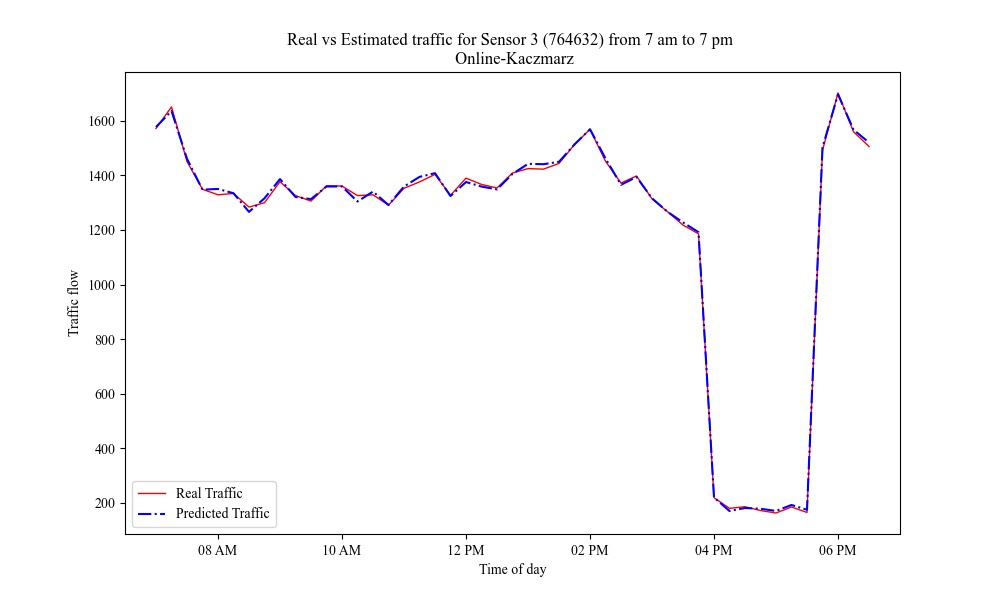 Real vs Estimated traffic for Sensor 3 (764632) from 7 am to 7 pm
Online-Kaczmarz
1600
1400
1200
1000
800
600
400
200
Traffic flow
Real Traffic
Predicted Traffic
08 AM 10 AM 12 PM 02 PM 04 PM 06 PM
Time of day